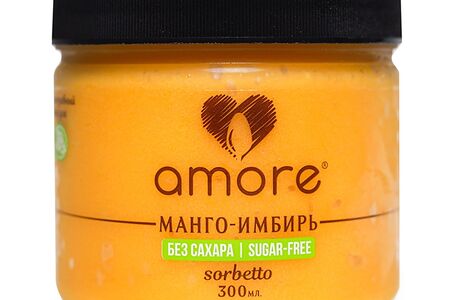 amore®
МАНГО-ИМБИРЬ
БЕЗ САХАРА | SUGAR-FREE
sorbetto
300МЛ.